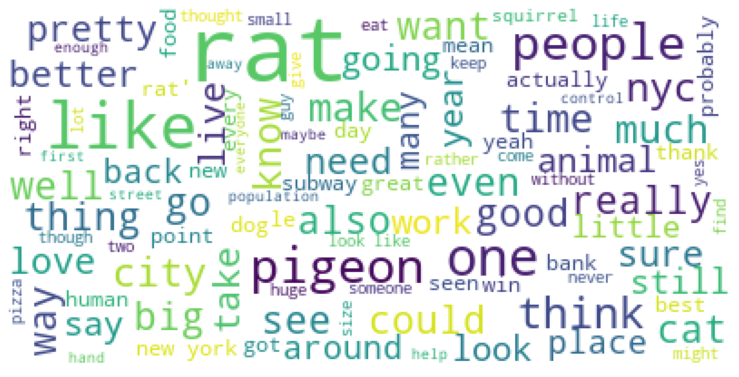 thought
small
eat
squirrel
life
pretty
enough
food
rat
going
want
people
mean
keep
probably
better
away
give
actually
nyc
right
like
lot
rat'
live
every
everyone
guy
know
maybe
make
day
many
year
time
control
much
first
back
new
need
yeah
rather
come
animal
thank
yes
well
street
population
subway
great
even
without
really
find
thing
go
dog
le
also
work
good
little
though
two
point
look like
love
city
take
pigeon
one
bank
never
sure
still
pizza
way
human
say
big
huge
someone
seen
win
see
size
could
think
best
cat
new york
got
around
look
place
hand
help
might